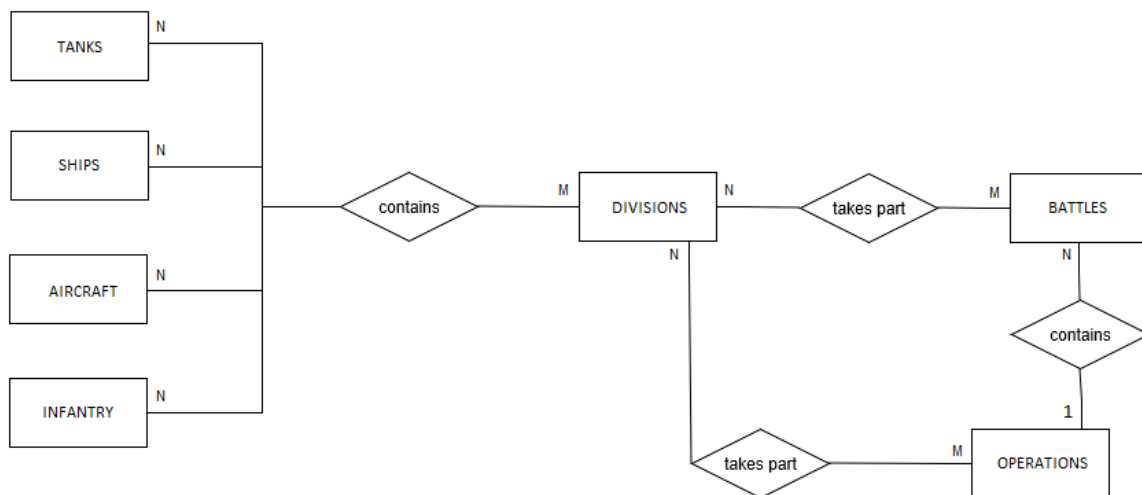 TANKS
N
SHIPS
N
AIRCRAFT
N
INFANTRY
N
contains
M
DIVISIONS
N
N
takes part
M
BATTLES
N
contains
1
takes part
M
OPERATIONS